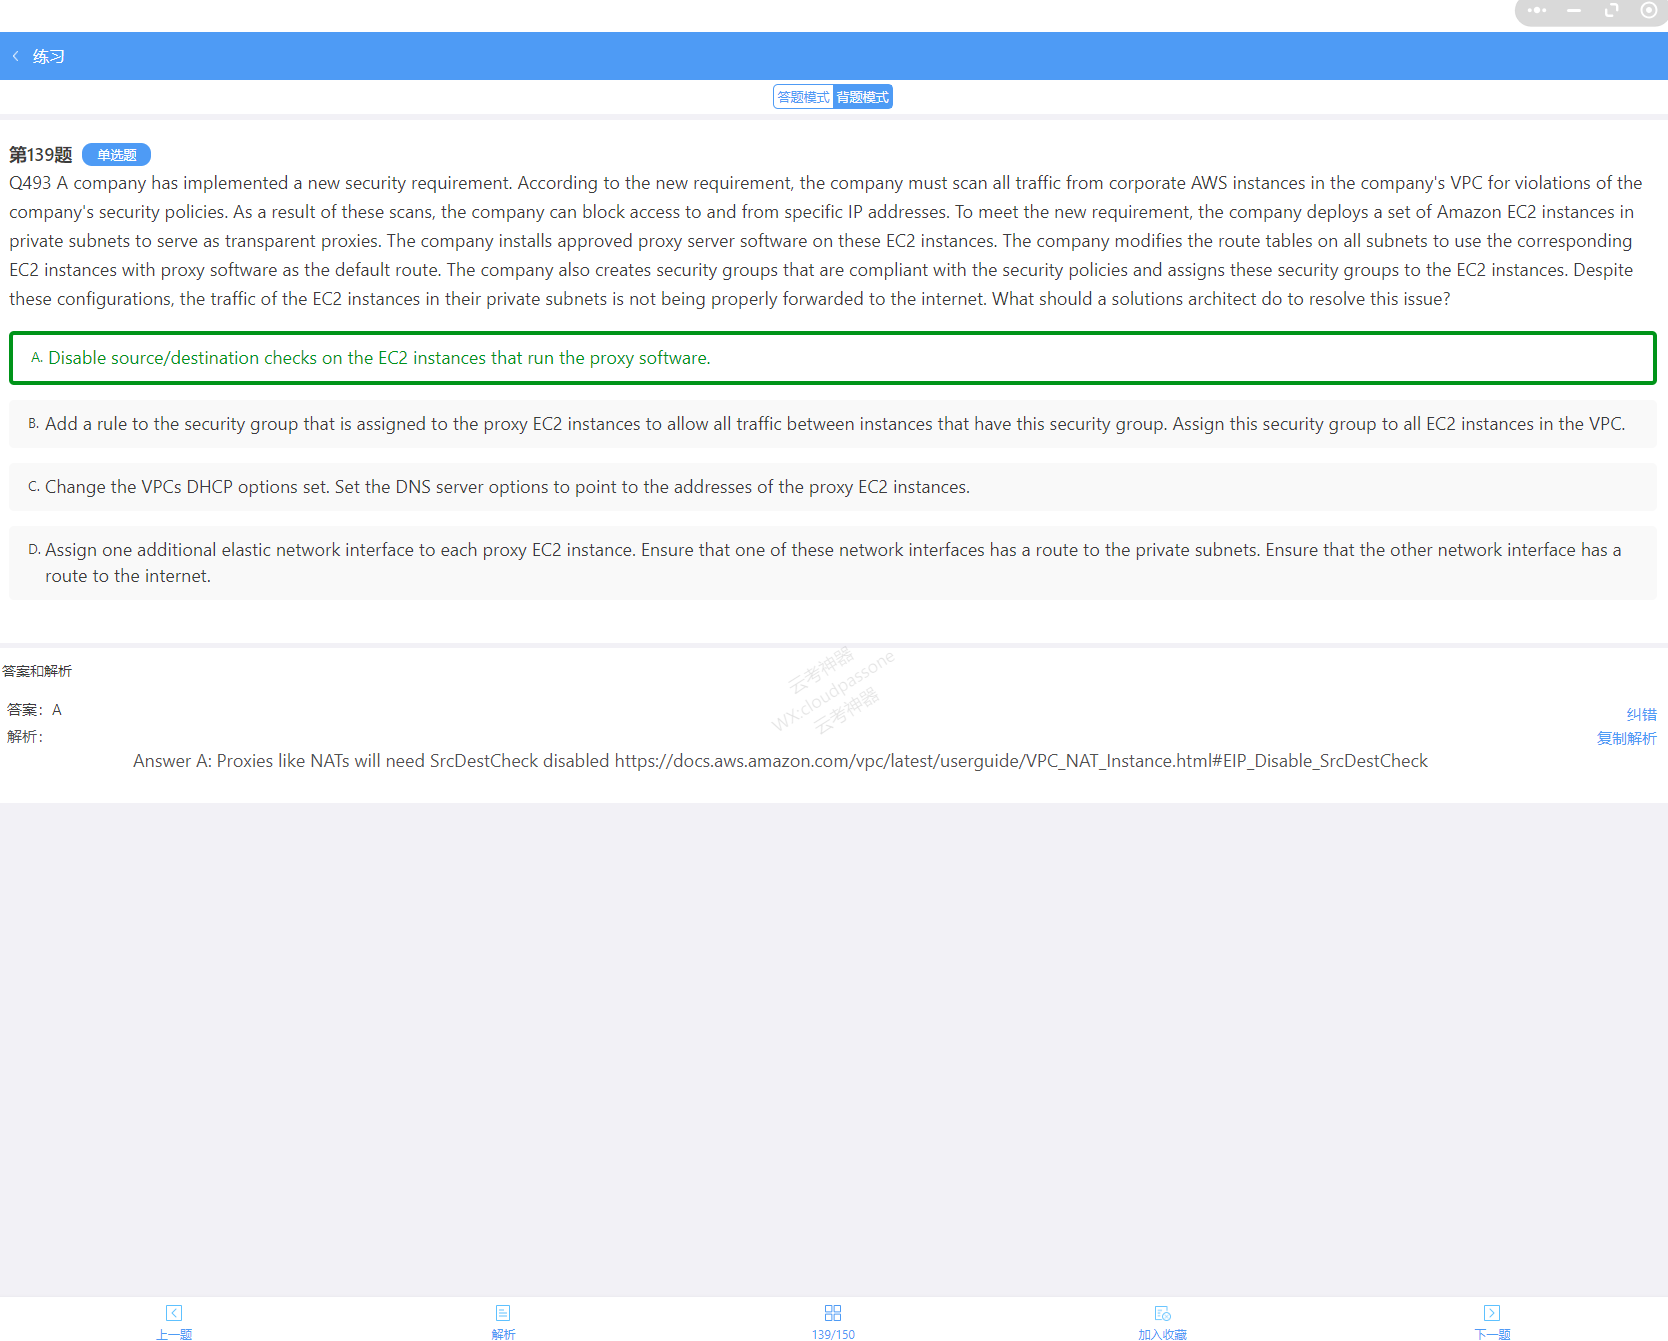 练习
答题模式 背题模式
第139题 单选题
Q493 A company has implemented a new security requirement. According to the new requirement, the company must scan all traffic from corporate AWS instances in the company's VPC for violations of the
company's security policies. As a result of these scans, the company can block access to and from specific IP addresses. To meet the new requirement, the company deploys a set of Amazon EC2 instances in
private subnets to serve as transparent proxies. The company installs approved proxy server software on these EC2 instances. The company modifies the route tables on all subnets to use the corresponding
EC2 instances with proxy software as the default route. The company also creates security groups that are compliant with the security policies and assigns these security groups to the EC2 instances. Despite
these configurations, the traffic of the EC2 instances in their private subnets is not being properly forwarded to the internet. What should a solutions architect do to resolve this issue?
A. Disable source/destination checks on the EC2 instances that run the proxy software.
B. Add a rule to the security group that is assigned to the proxy EC2 instances to allow all traffic between instances that have this security group. Assign this security group to all EC2 instances in the VPC.
C. Change the VPCs DHCP options set. Set the DNS server options to point to the addresses of the proxy EC2 instances.
D. Assign one additional elastic network interface to each proxy EC2 instance. Ensure that one of these network interfaces has a route to the private subnets. Ensure that the other network interface has a
route to the internet.
答案和解析
云考神器
WX:cloudpassone
云考神器
答案：A
纠错
解析：
复制解析
Answer A: Proxies like NATs will need SrcDestCheck disabled https://docs.aws.amazon.com/vpc/latest/userguide/VPC_NAT_Instance.html#EIP_Disable_SrcDestCheck
上一题 解析 139/150 加入收藏 下一题